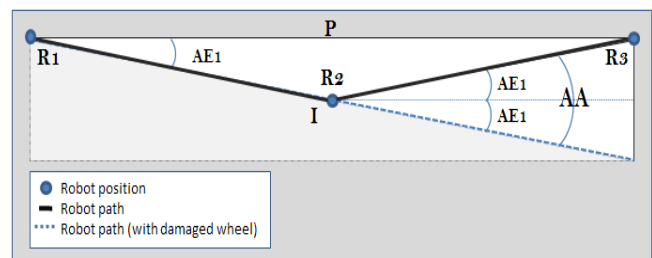 P
R1
AE1
R3
R2
AE1
AA
I
AE1
Robot position
Robot path
Robot path (with damaged wheel)